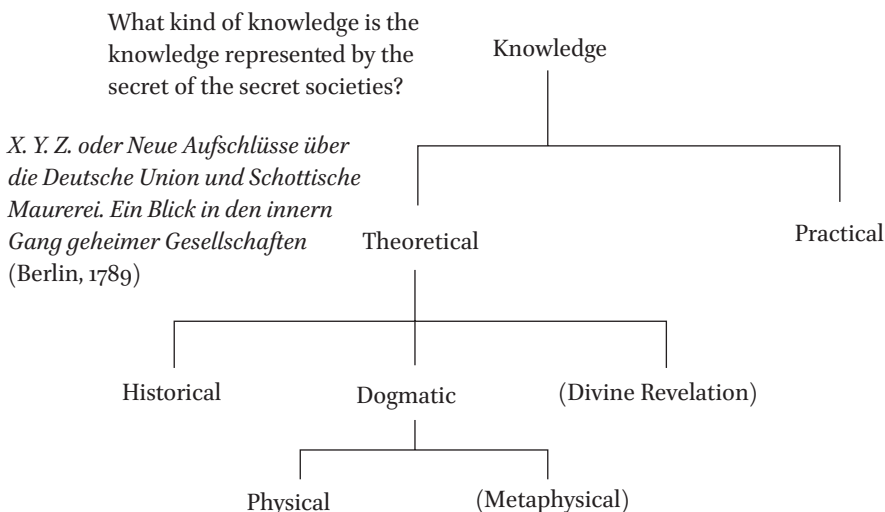 What kind of knowledge is the
knowledge represented by the
secret of the secret societies?
Knowledge
X. Y. Z. oder Neue Aufschlüsse über
die Deutsche Union und Schottische
Maurerei. Ein Blick in den innern
Gang geheimer Gesellschaften
(Berlin, 1789)
Theoretical
Practical
Historical
Dogmatic
(Divine Revelation)
Physical
(Metaphysical)